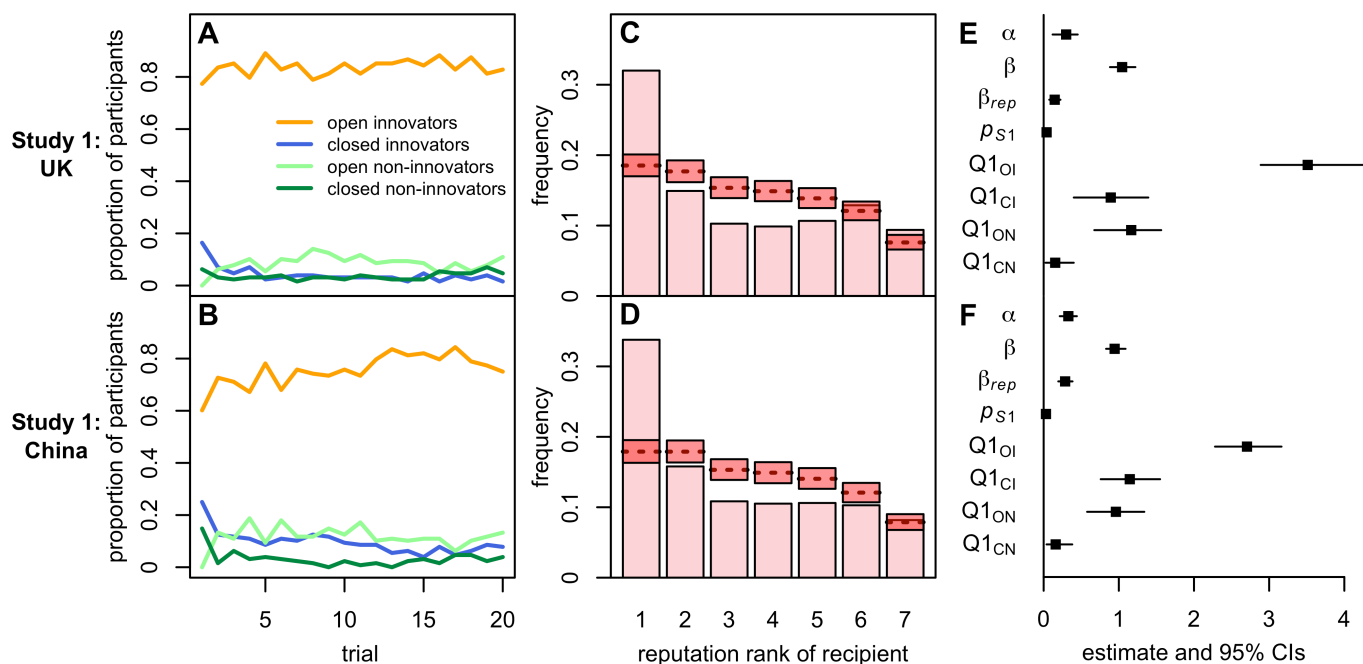 Study 1:
UK
Study 1:
China
A
proportion of participants
0 0.2 0.4 0.6 0.8
open innovators
closed innovators
open non-innovators
closed non-innovators
B
proportion of participants
0 0.2 0.4 0.6 0.8
5 10 15 20
trial
C
frequency
0 0.1 0.2 0.3
D
frequency
0 0.1 0.2 0.3
1 2 3 4 5 6 7
reputation rank of recipient
E
α
β
βrep
pS1
Q1OI
Q1CI
Q1ON
Q1CN
F
α
β
βrep
pS1
Q1OI
Q1CI
Q1ON
Q1CN
0 1 2 3 4
estimate and 95% CIs